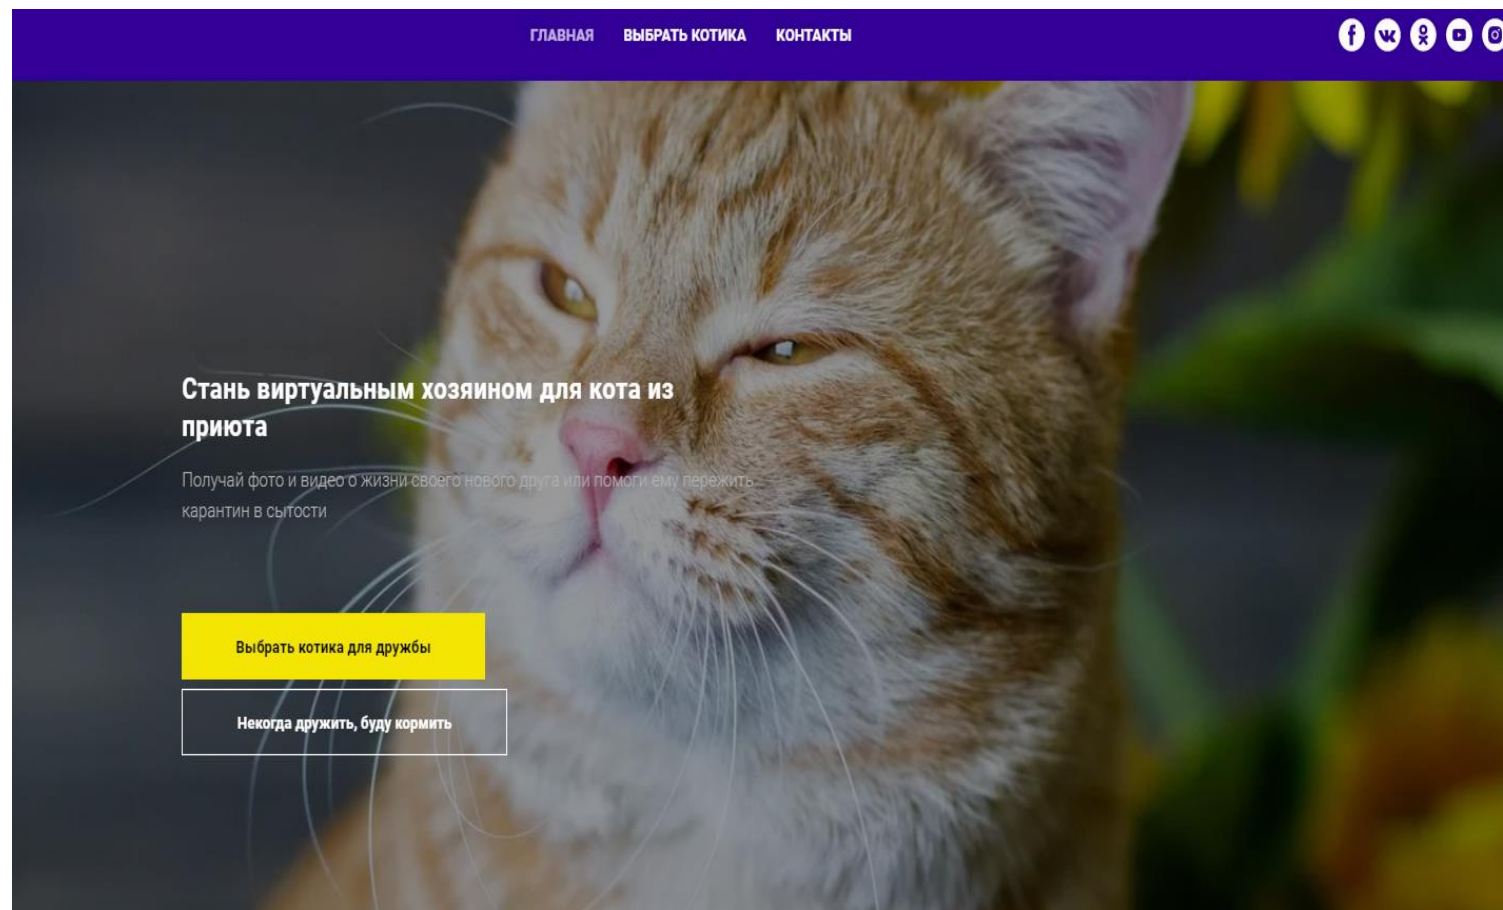 ГЛАВНАЯ ВЫБРАТЬ КОТИКА КОНТАКТЫ
Стань виртуальным хозяином для кота из
приюта
Получай фото и видео о жизни своего нового друга или помоги ему пережить
карантин в сытости
Выбрать котика для дружбы
Некогда дружить, буду кормить